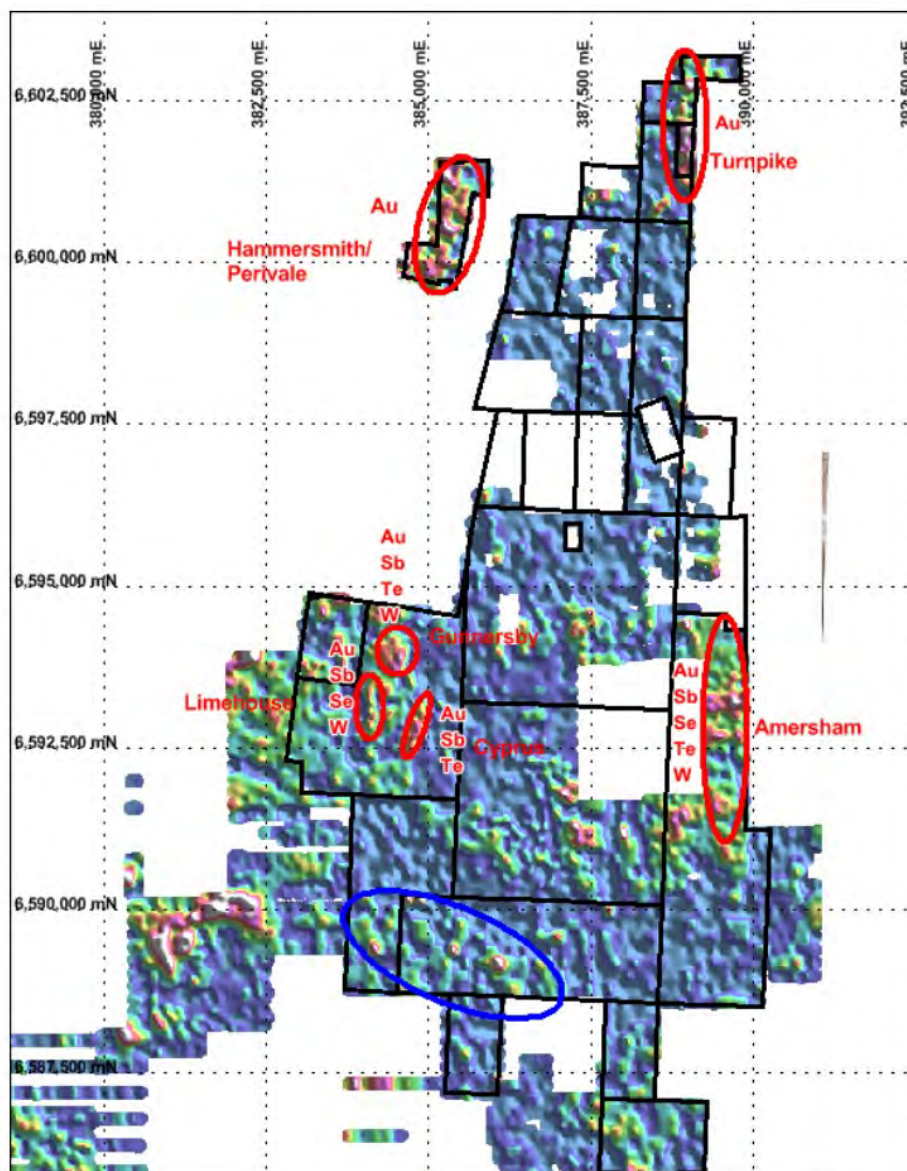 380,000 mE
382,500 mE
385,000 mE
387,500 mE
390,000 mE
6,602,500 mN
Au
Turnpike
Au
Hammersmith/
Perivale
6,600,000 mN
6,597,500 mN
6,595,000 mN
Au
Sb
Te
W
Gunnersby
Au
Sb
Se
W
Limehouse
Au
Sb
Te
Cyprus
Au
Sb
Se
Te
W
Amersham
6,592,500 mN
6,590,000 mN
6,587,500 mN